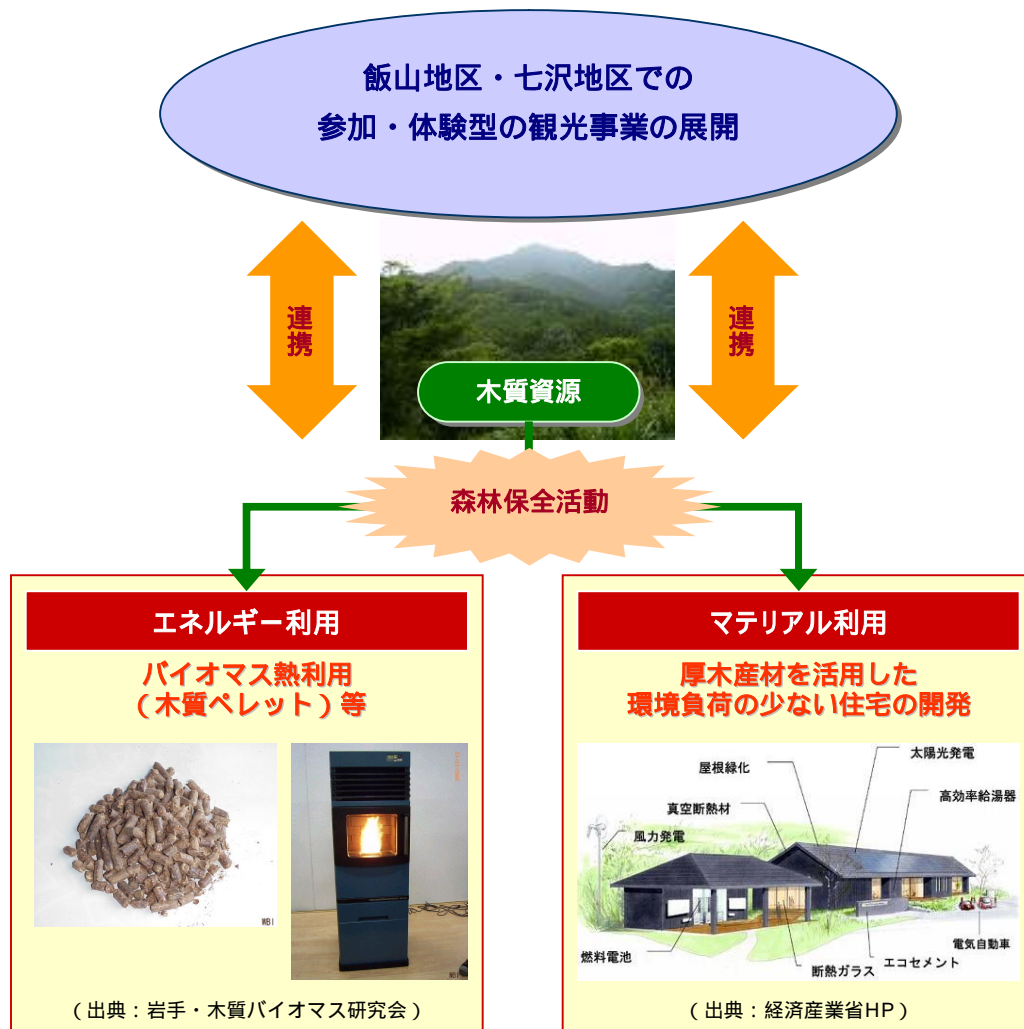 飯山地区・七沢地区での
参加・体験型の観光事業の展開
連携
連携
木質資源
森林保全活動
エネルギー利用
バイオマス熱利用
（木質ペレット）等
WBI
（出典：岩手・木質バイオマス研究会）
マテリアル利用
厚木産材を活用した
環境負荷の少ない住宅の開発
太陽光発電
屋根緑化
高効率給湯器
真空断熱材
風力発電
電気自動車
燃料電池
エコセメント
断熱ガラス
（出典：経済産業省HP）